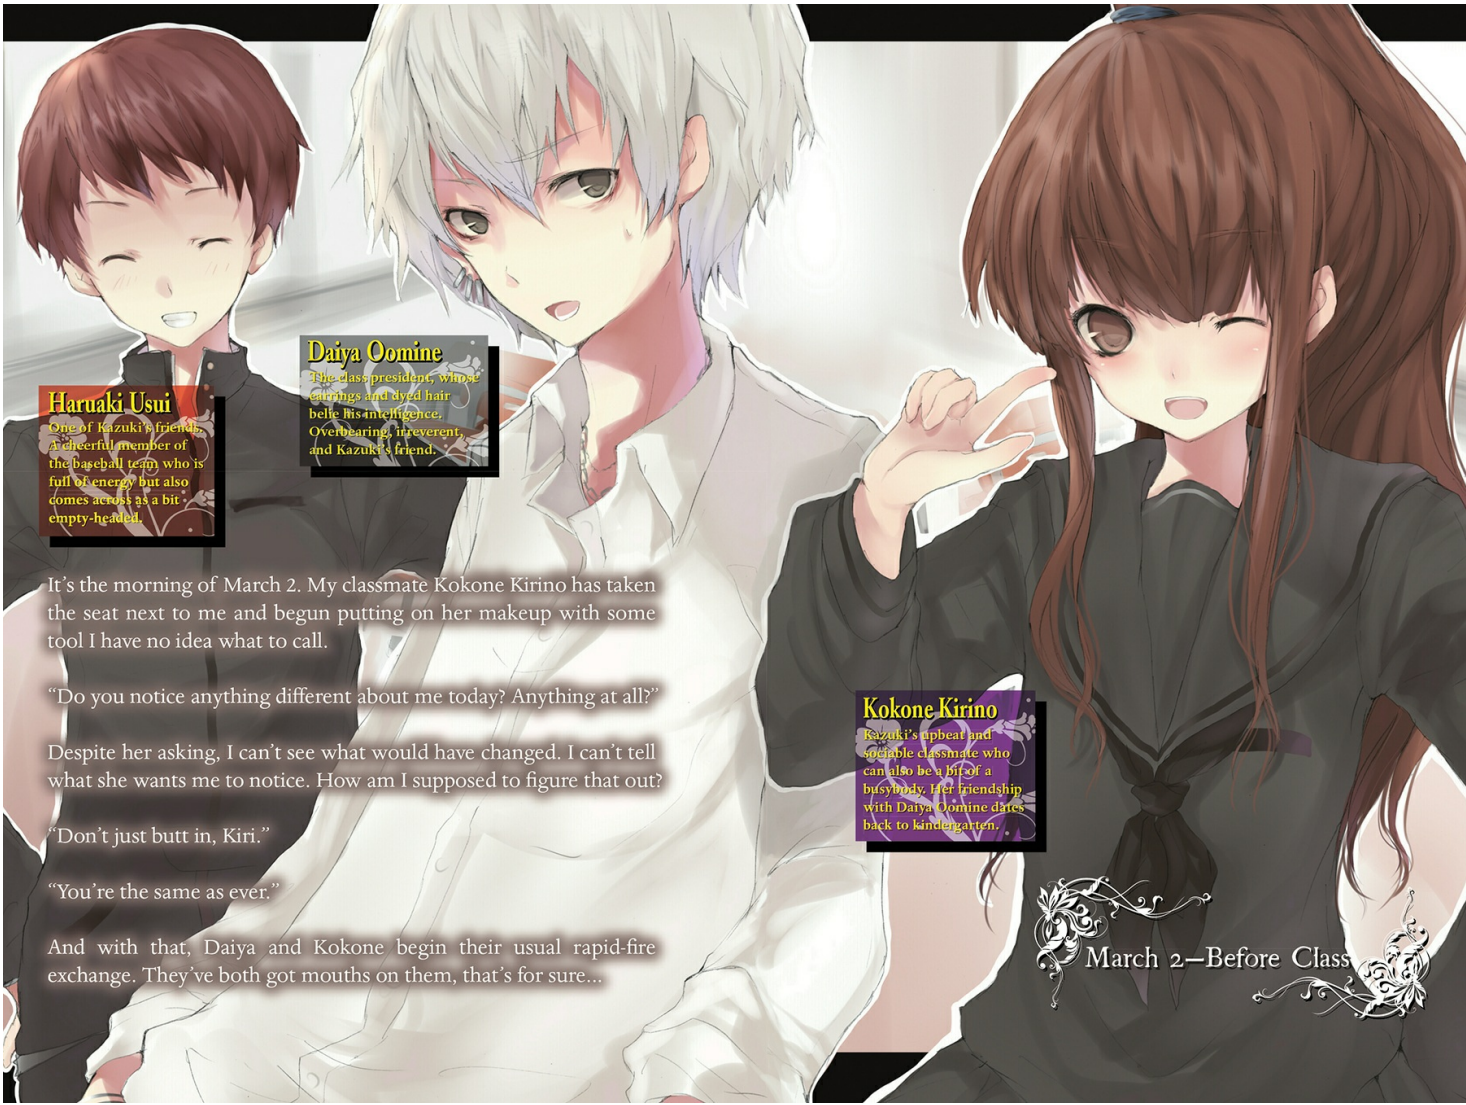 Haruaki Usui
One of Kazuki's friends.
A cheerful member of
the baseball team who is
full of energy but also
comes across as a bit
empty-headed.
Daiya Oomine
The class president, whose
earrings and dyed hair
belie his intelligence.
Overbearing, irreverent,
and Kazuki's friend.
It's the morning of March 2. My classmate Kokone Kirino has taken
the seat next to me and begun putting on her makeup with some
tool I have no idea what to call.
“Do you notice anything different about me today? Anything at all?”
Despite her asking, I can't see what would have changed. I can't tell
what she wants me to notice. How am I supposed to figure that out?
“Don't just butt in, Kiri.”
“You're the same as ever.”
And with that, Daiya and Kokone begin their usual rapid-fire
exchange. They've both got mouths on them, that's for sure...
Kokone Kirino
Kazuki's upbeat and
sociable classmate who
can also be a bit of a
busybody. Her friendship
with Daiya Oomine dates
back to kindergarten.
March 2—Before Class